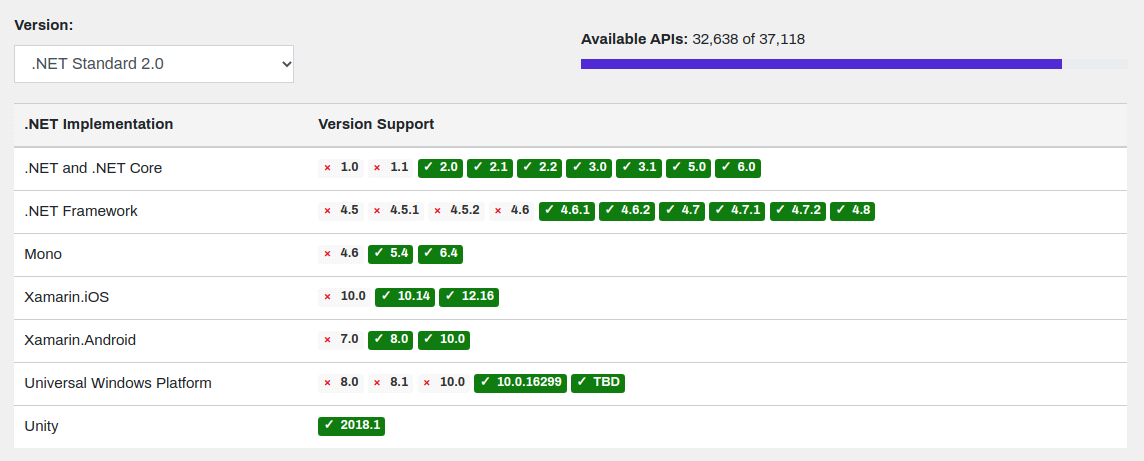 Version:
.NET Standard 2.0
Available APIs: 32,638 of 37,118
.NET Implementation Version Support
.NET and .NET Core × 1.0 × 1.1 ✓ 2.0 ✓ 2.1 ✓ 2.2 ✓ 3.0 ✓ 3.1 ✓ 5.0 ✓ 6.0
.NET Framework × 4.5 × 4.5.1 × 4.5.2 × 4.6 ✓ 4.6.1 ✓ 4.6.2 ✓ 4.7 ✓ 4.7.1 ✓ 4.7.2 ✓ 4.8
Mono × 4.6 ✓ 5.4 ✓ 6.4
Xamarin.iOS × 10.0 ✓ 10.14 ✓ 12.16
Xamarin.Android × 7.0 ✓ 8.0 ✓ 10.0
Universal Windows Platform × 8.0 × 8.1 × 10.0 ✓ 10.0.16299 ✓ TBD
Unity ✓ 2018.1